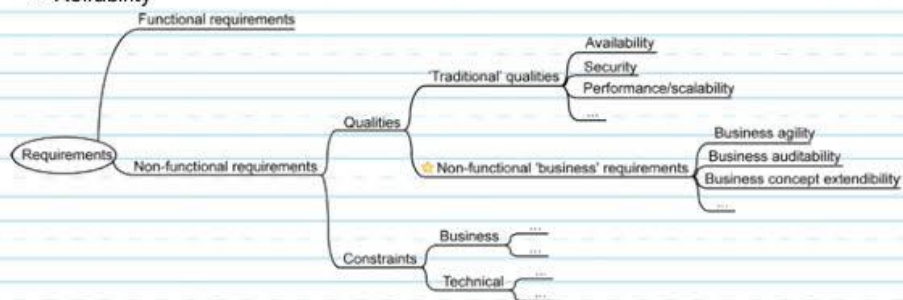 Functional requirements
Requirements
Non-functional requirements
Qualities
'Traditional' qualities
Availability
Security
Performance/scalability
...
Non-functional 'business' requirements
Business agility
Business auditability
Business concept extendibility
...
Constraints
Business
...
...
Technical
...
...